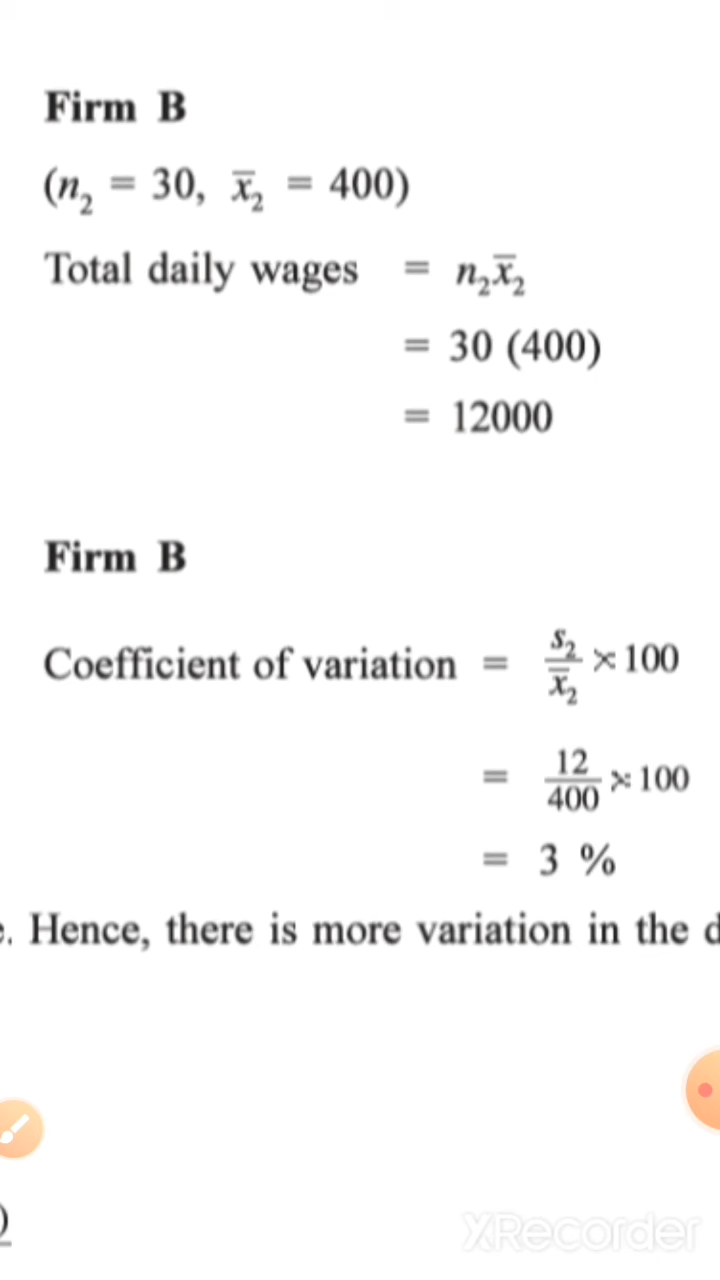 Firm B
(n₂ = 30, x̅₂ = 400)
Total daily wages = n₂x̅₂
= 30 (400)
= 12000
Firm B
Coefficient of variation = s₂/x̅₂ × 100
= 12/400 × 100
= 3 %
. Hence, there is more variation in the
)
XRecorder